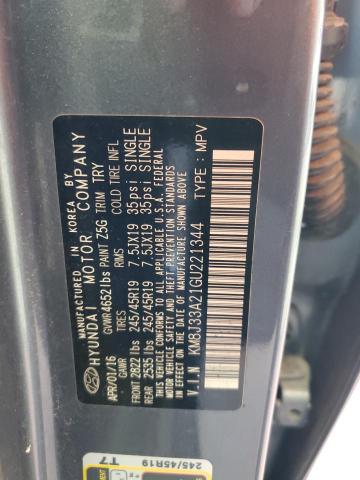 MANUFACTURED IN KOREA BY
HYUNDAI MOTOR COMPANY
APR/01/16 GVWR4652 lbs PAINT Z5G TRIM TRY
GAWR TIRES RMS COLD TIRE INFL
FRONT 2822 lbs 245/45R19 7.5JX19 35psi SINGLE
REAR 2535 lbs 245/45R19 7.5JX19 35psi SINGLE
THIS VEHICLE CONFORMS TO ALL APPLICABLE U.S.A. FEDERAL
MOTOR VEHICLE SAFETY, BUMPER, AND THEFT
PREVENTION STANDARDS IN EFFECT ON THE DATE OF
MANUFACTURE SHOWN ABOVE.
V.I.N : KM8J33A21GU221344 TYPE : MPV
245/45R19
T7